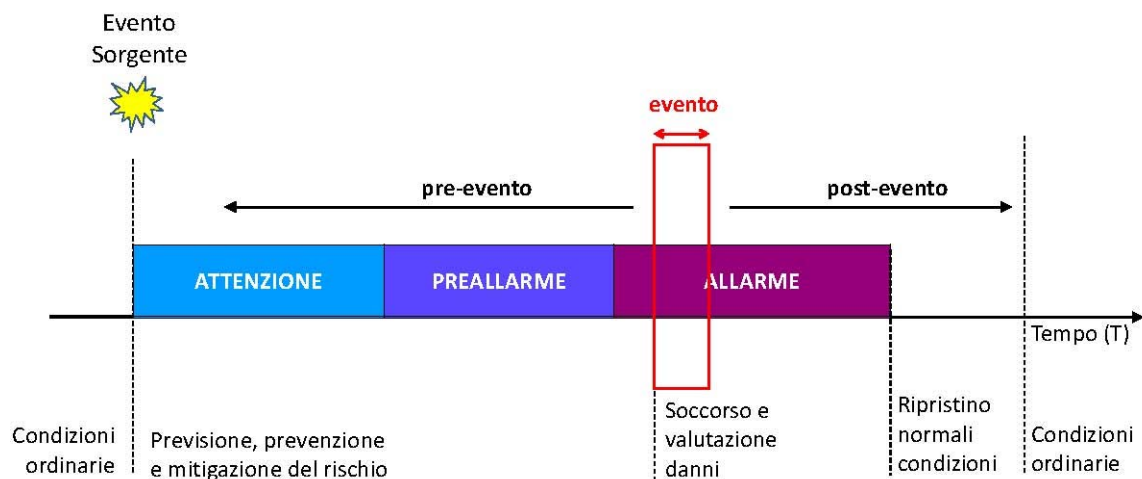 Evento
Sorgente
evento
pre-evento
post-evento
ATTENZIONE
PREALLARME
ALLARME
Tempo (T)
Condizioni
ordinarie
Previsione, prevenzione
e mitigazione del rischio
Soccorso e
valutazione
danni
Ripristino
normali
condizioni
Condizioni
ordinarie